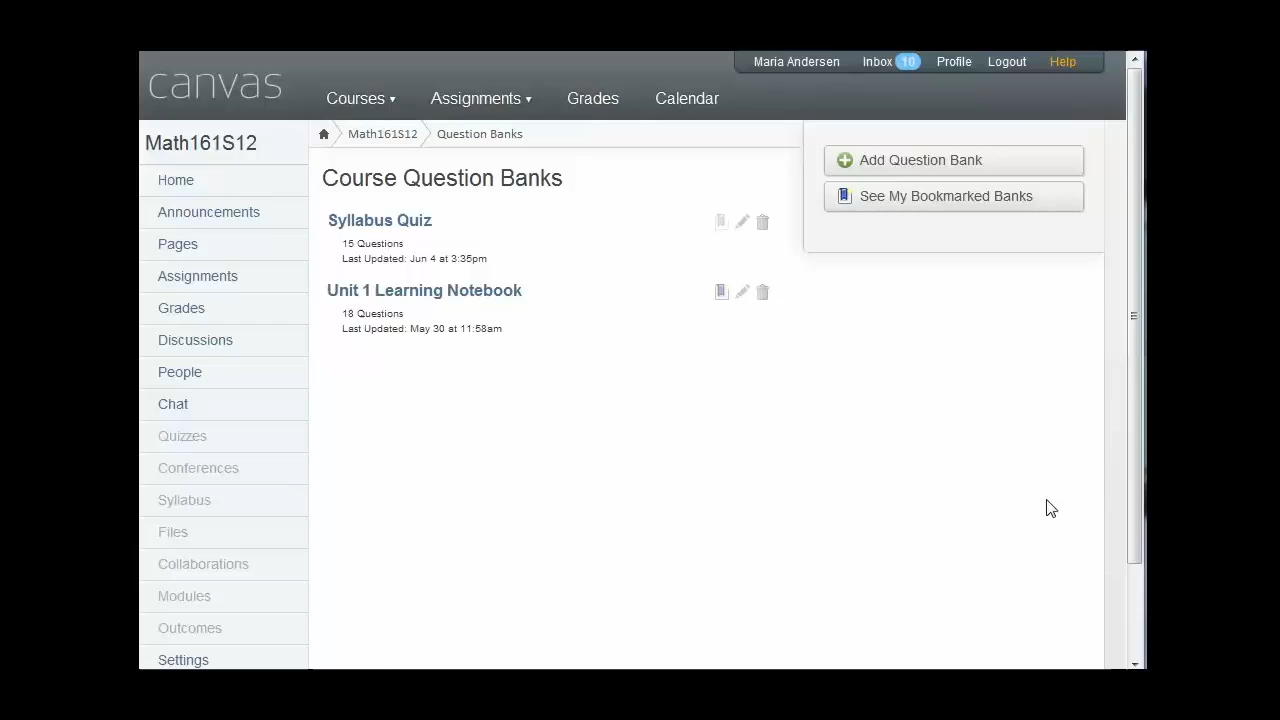 canvas
Maria Andersen Inbox 10 Profile Logout Help
Courses Assignments Grades Calendar
Math161S12
Home
Announcements
Pages
Assignments
Grades
Discussions
People
Chat
Quizzes
Conferences
Syllabus
Files
Collaborations
Modules
Outcomes
Settings
Math161S12 Question Banks
Course Question Banks
Syllabus Quiz
15 Questions
Last Updated: Jun 4 at 3:35pm
Unit 1 Learning Notebook
18 Questions
Last Updated: May 30 at 11:58am
Add Question Bank
See My Bookmarked Banks